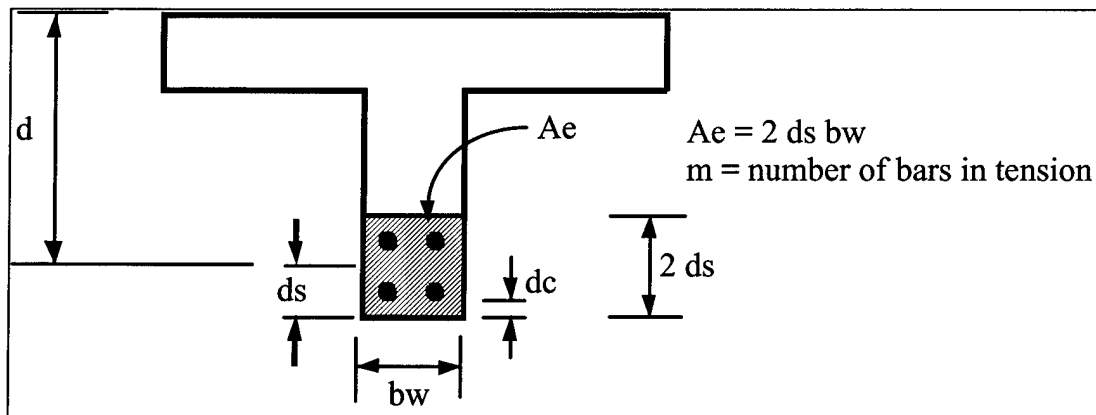 d
Ae
Ae = 2 ds bw
m = number of bars in tension
ds
dc
2 ds
bw